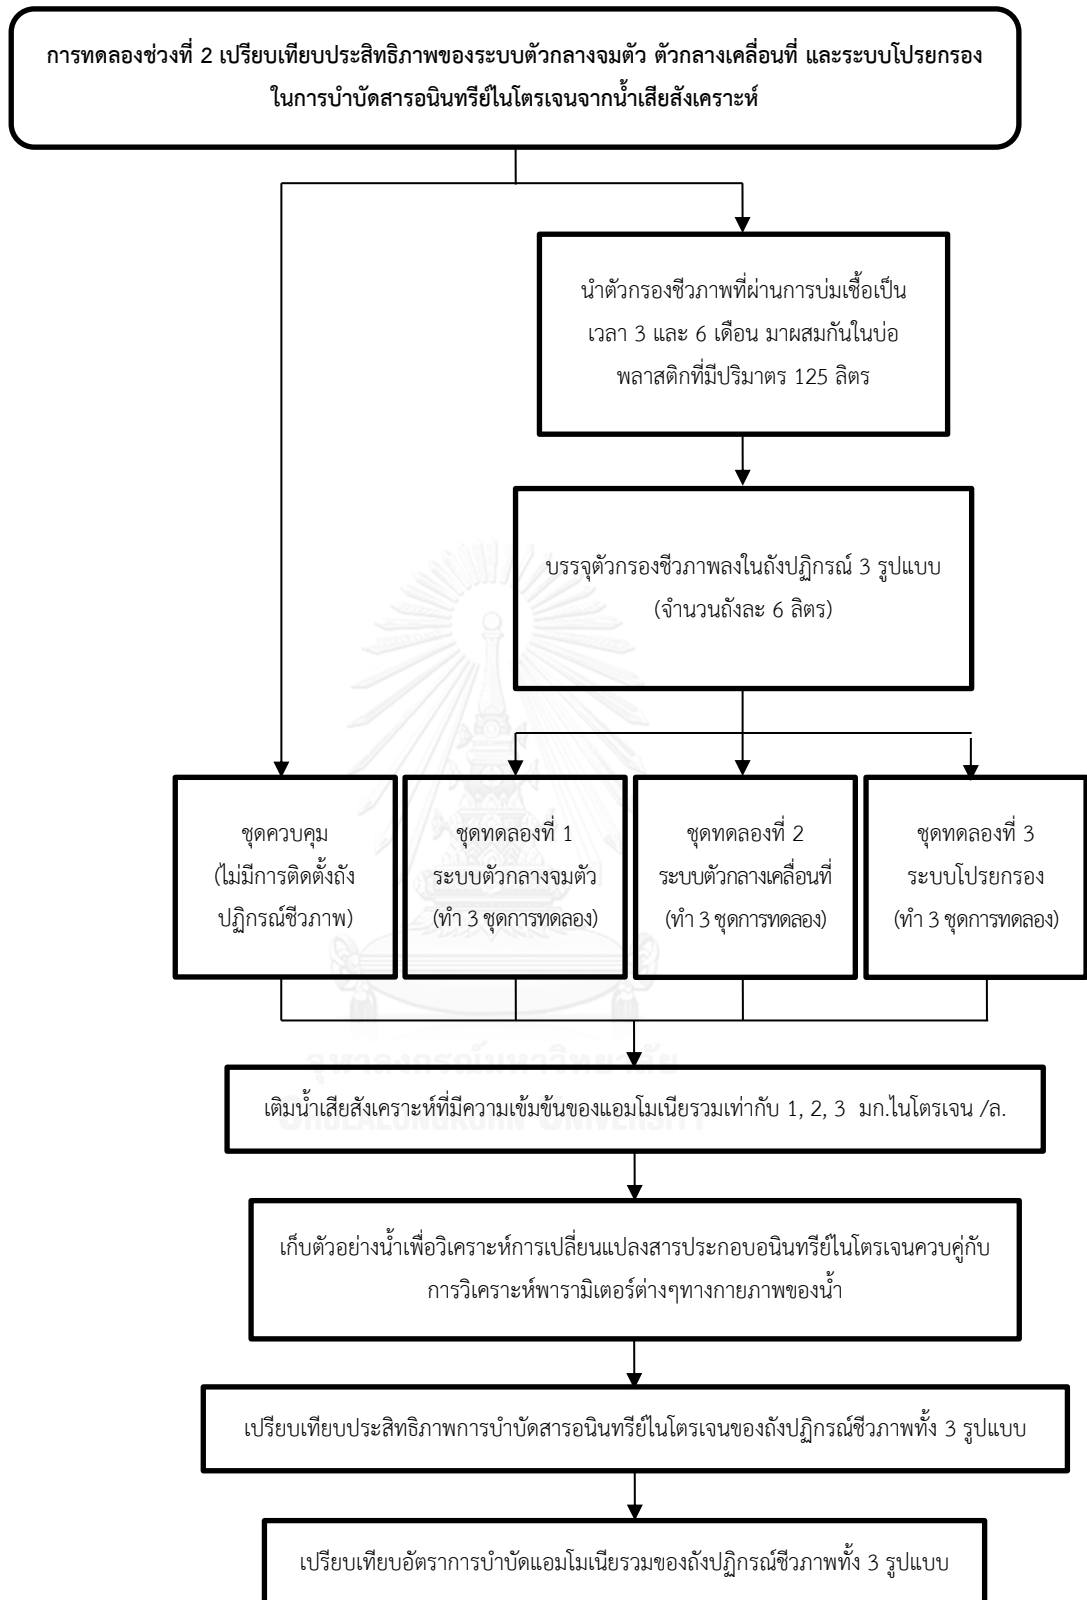 การทดลองช่วงที่ 2 เปรียบเทียบประสิทธิภาพของระบบตัวกลางจมตัว ตัวกลางเคลื่อนที่ และระบบโปรยกรอง
ในการบำบัดสารอนินทรีย์ไนโตรเจนจากน้ำเสียสังเคราะห์
นำตัวกรองชีวภาพที่ผ่านการบ่มเชื้อเป็น
เวลา 3 และ 6 เดือน มาผสมกันในบ่อ
พลาสติกที่มีปริมาตร 125 ลิตร
บรรจุตัวกรองชีวภาพลงในถังปฏิกรณ์ 3 รูปแบบ
(จำนวนถังละ 6 ลิตร)
ชุดควบคุม
(ไม่มีการติดตั้งถัง
ปฏิกรณ์ชีวภาพ)
ชุดทดลองที่ 1
ระบบตัวกลางจมตัว
(ทำ 3 ชุดการทดลอง)
ชุดทดลองที่ 2
ระบบตัวกลางเคลื่อนที่
(ทำ 3 ชุดการทดลอง)
ชุดทดลองที่ 3
ระบบโปรยกรอง
(ทำ 3 ชุดการทดลอง)
จุฬาลงกรณ์มหาวิทยาลัย
เติมน้ำเสียสังเคราะห์ที่มีความเข้มข้นของแอมโมเนียรวมเท่ากับ 1, 2, 3 มก.ไนโตรเจน /ล.
CHULALONGKORN UNIVERSITY
เก็บตัวอย่างน้ำเพื่อวิเคราะห์การเปลี่ยนแปลงสารประกอบอนินทรีย์ไนโตรเจนควบคู่กับ
การวิเคราะห์พารามิเตอร์ต่างๆทางกายภาพของน้ำ
เปรียบเทียบประสิทธิภาพการบำบัดสารอนินทรีย์ไนโตรเจนของถังปฏิกรณ์ชีวภาพทั้ง 3 รูปแบบ
เปรียบเทียบอัตราการบำบัดแอมโมเนียรวมของถังปฏิกรณ์ชีวภาพทั้ง 3 รูปแบบ